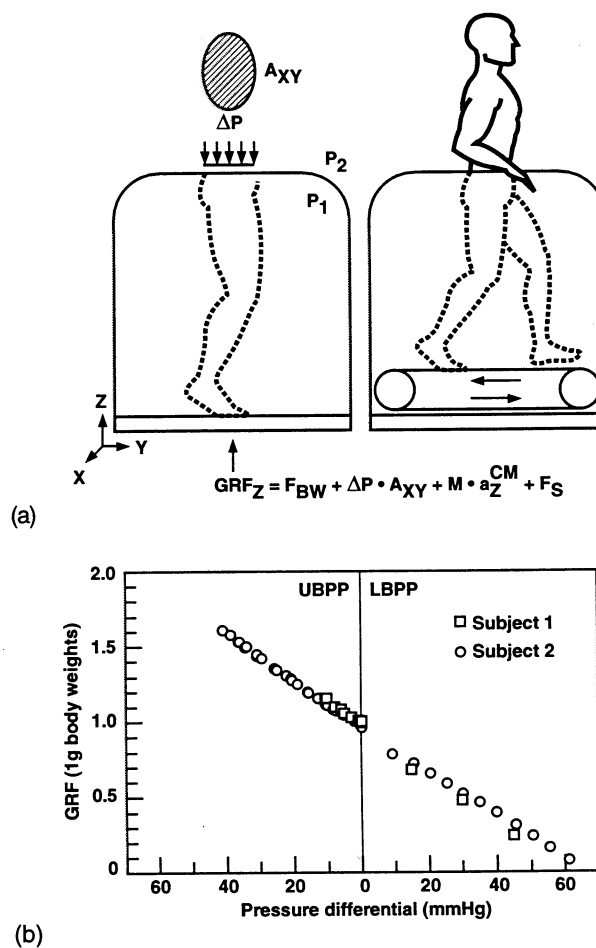 A_XY
ΔP
P_2
P_1
Z
Y
X
GRF_Z = F_BW + ΔP • A_XY + M • a_Z^CM + F_S
(a)
2.0
UBPP LBPP
Subject 1
Subject 2
1.5
1.0
0.5
0
GRF (1g body weights)
60 40 20 0 20 40 60
Pressure differential (mmHg)
(b)